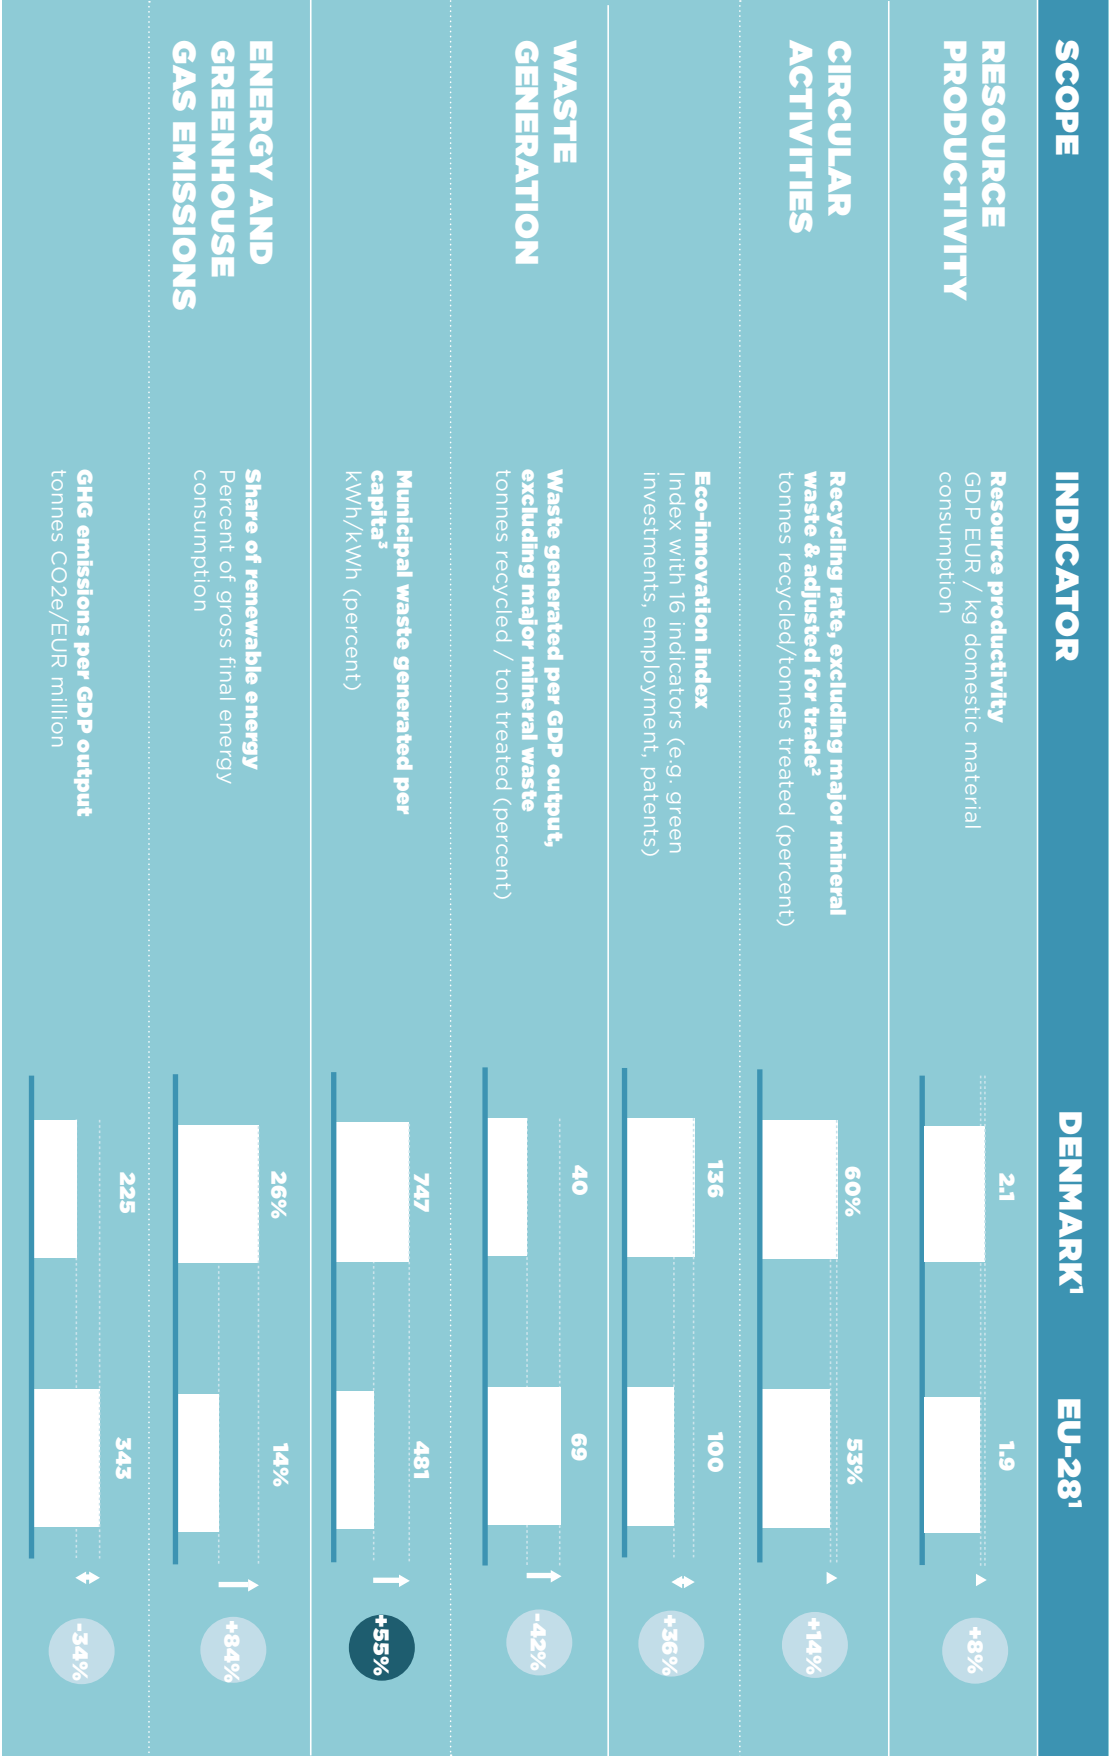 SCOPE
INDICATOR
DENMARK¹
EU-28¹
RESOURCE
PRODUCTIVITY
Resource productivity
GDP EUR / kg domestic material
consumption
2.1
1.9
+8%
CIRCULAR
ACTIVITIES
Recycling rate, excluding major mineral
waste & adjusted for trade²
tonnes recycled/tonnes treated (percent)
60%
53%
+14%
Eco-innovation index
Index with 16 indicators (e.g. green
investments, employment, patents)
136
100
+36%
WASTE
GENERATION
Waste generated per GDP output,
excluding major mineral waste
tonnes recycled / ton treated (percent)
40
69
-42%
Municipal waste generated per
capita³
kWh/kWh (percent)
747
481
+55%
ENERGY AND
GREENHOUSE
GAS EMISSIONS
Share of renewable energy
Percent of gross final energy
consumption
26%
14%
+84%
GHG emissions per GDP output
tonnes CO2e/EUR million
225
343
-34%